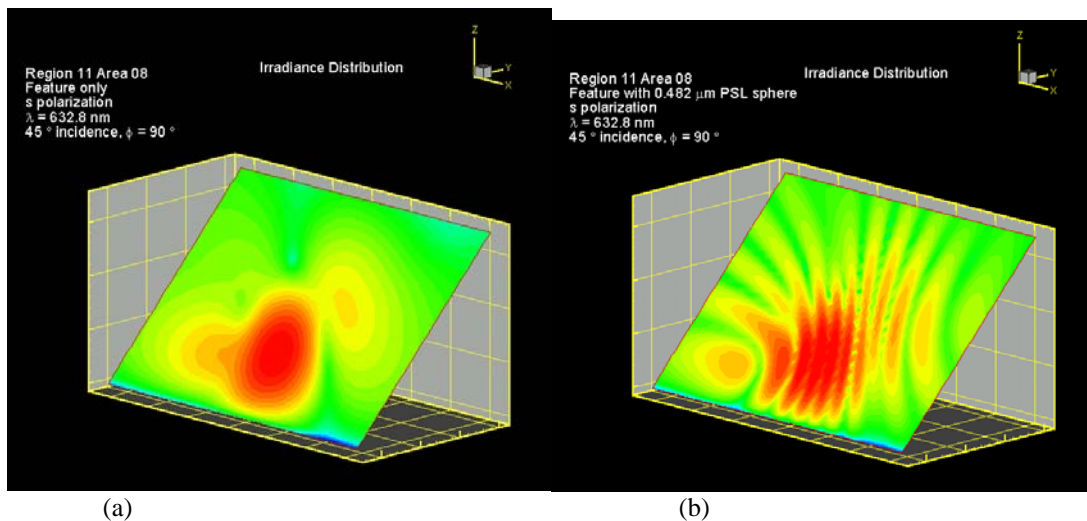 Z
Y
X
Irradiance Distribution
Region 11 Area 08
Feature only
s polarization
λ = 632.8 nm
45 ° incidence, ϕ = 90 °
(a)
Z
Y
X
Irradiance Distribution
Region 11 Area 08
Feature with 0.482 μm PSL sphere
s polarization
λ = 632.8 nm
45 ° incidence, ϕ = 90 °
(b)